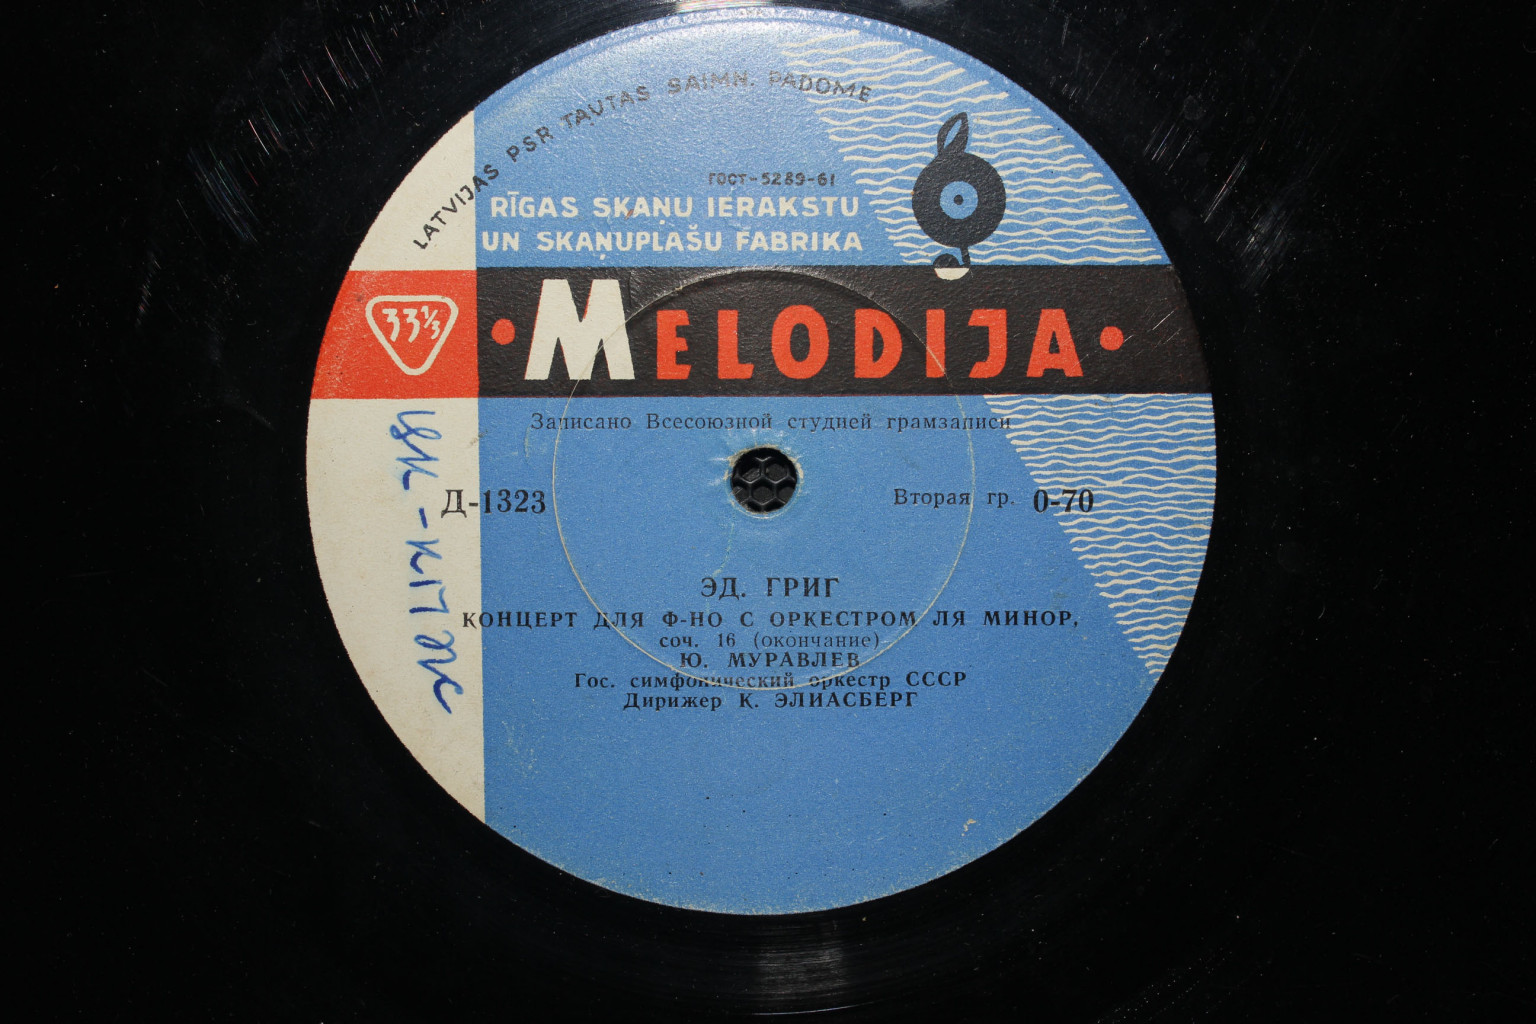 LATVIJAS PSR TAUTAS SAIMN. PADOME
ГОСТ-5289-61
RĪGAS SKAŅU IERAKSTU
UN SKAŅUPLAŠU FABRIKA
33⅓
• MELODIJA •
Записано Всесоюзной студией грамзаписи
Д-1323
Вторая гр. 0-70
ЭД. ГРИГ
КОНЦЕРТ ДЛЯ Ф-НО С ОРКЕСТРОМ ЛЯ МИНОР,
соч. 16 (окончание)
Ю. МУРАВЛЕВ
Гос. симфонический оркестр СССР
Дирижер К. ЭЛИАСБЕРГ